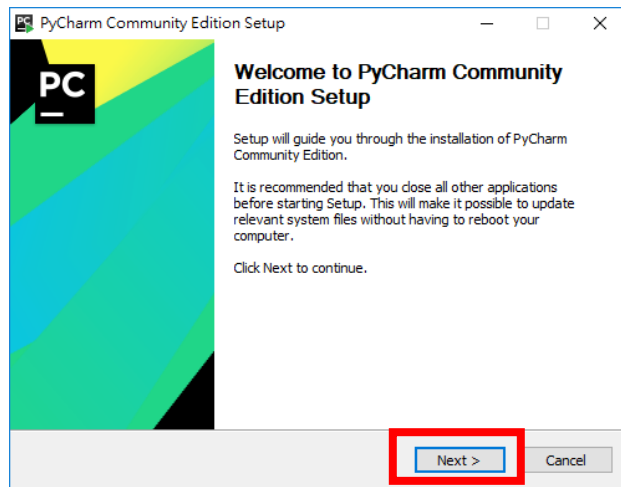 PyCharm Community Edition Setup
PC
Welcome to PyCharm Community
Edition Setup
Setup will guide you through the installation of PyCharm
Community Edition.
It is recommended that you close all other applications
before starting Setup. This will make it possible to update
relevant system files without having to reboot your
computer.
Click Next to continue.
Next >
Cancel